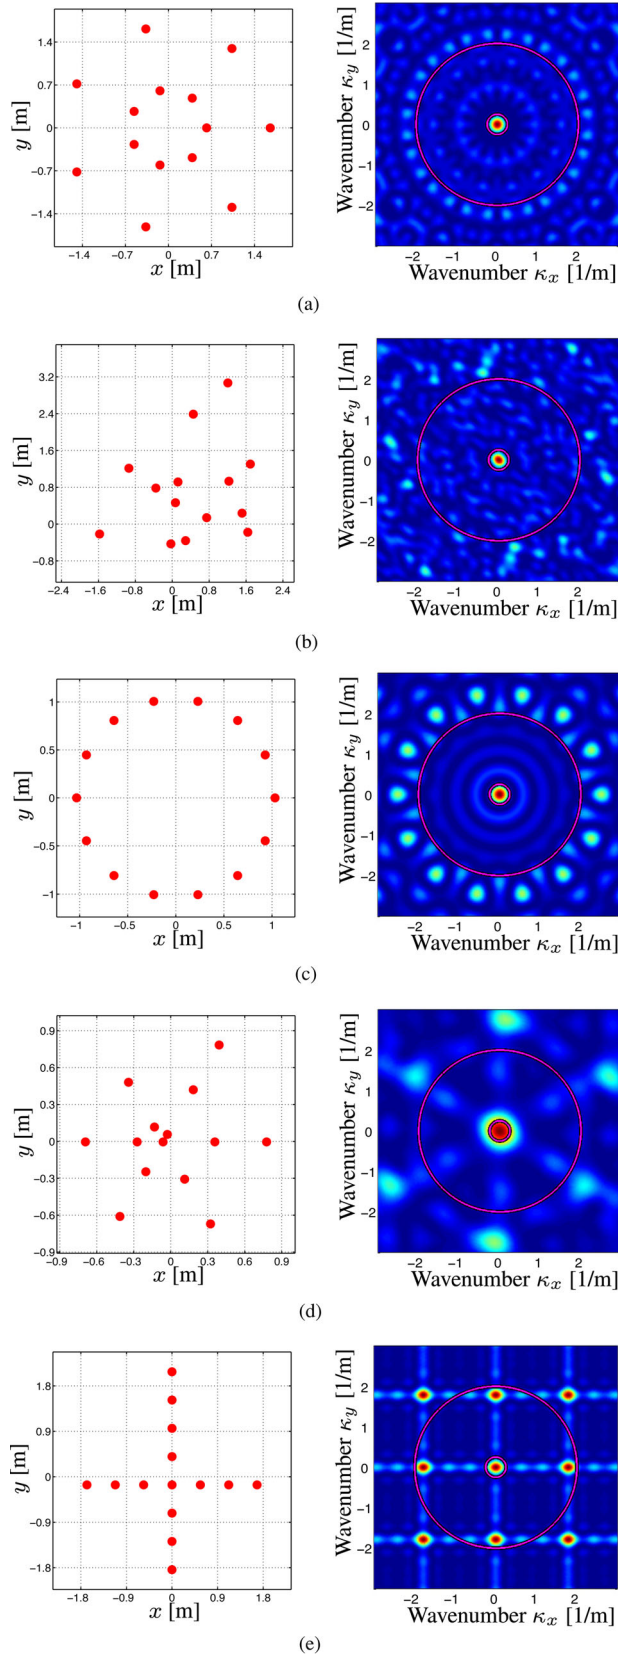 1.4
0.7
y [m]
0
−0.7
−1.4
−1.4 −0.7 0 0.7 1.4
x [m]
Wavenumber κy [1/m]
2
1
0
−1
−2
−2 −1 0 1 2
Wavenumber κx [1/m]
(a)
3.2
2.4
y [m]
1.6
0.8
0
−0.8
−2.4 −1.6 −0.8 0 0.8 1.6 2.4
x [m]
Wavenumber κy [1/m]
2
1
0
−1
−2
−2 −1 0 1 2
Wavenumber κx [1/m]
(b)
1
0.5
y [m]
0
−0.5
−1
−1 −0.5 0 0.5 1
x [m]
Wavenumber κy [1/m]
2
1
0
−1
−2
−2 −1 0 1 2
Wavenumber κx [1/m]
(c)
0.9
0.6
0.3
y [m]
0
−0.3
−0.6
−0.9
−0.9 −0.6 −0.3 0 0.3 0.6 0.9
x [m]
Wavenumber κy [1/m]
2
1
0
−1
−2
−2 −1 0 1 2
Wavenumber κx [1/m]
(d)
1.8
0.9
y [m]
0
−0.9
−1.8
−1.8 −0.9 0 0.9 1.8
x [m]
Wavenumber κy [1/m]
2
1
0
−1
−2
−2 −1 0 1 2
Wavenumber κx [1/m]
(e)